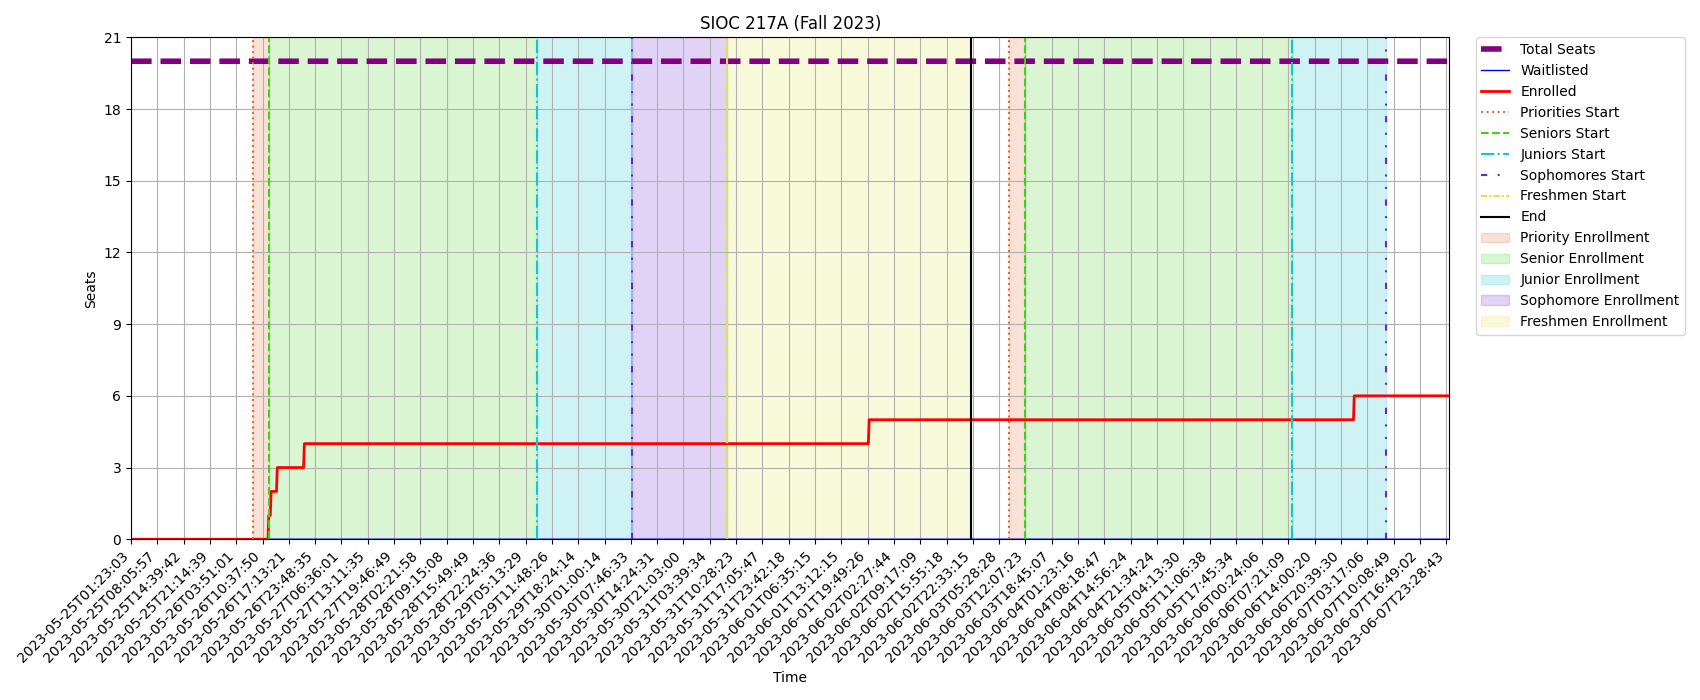 SIOC 217A (Fall 2023)
Seats
21
18
15
12
9
6
3
0
2023-05-25T01:23:03
2023-05-25T08:05:57
2023-05-25T14:39:42
2023-05-25T21:14:39
2023-05-26T03:51:01
2023-05-26T10:37:50
2023-05-26T17:13:21
2023-05-26T23:48:35
2023-05-27T06:36:01
2023-05-27T13:11:35
2023-05-27T19:46:49
2023-05-28T02:21:58
2023-05-28T09:15:08
2023-05-28T15:49:49
2023-05-28T22:24:36
2023-05-29T05:13:29
2023-05-29T11:48:26
2023-05-29T18:24:14
2023-05-30T01:00:14
2023-05-30T07:46:33
2023-05-30T14:24:31
2023-05-30T21:03:00
2023-05-31T03:39:34
2023-05-31T10:28:23
2023-05-31T17:05:47
2023-05-31T23:42:18
2023-06-01T06:35:15
2023-06-01T13:12:15
2023-06-01T19:49:26
2023-06-02T02:27:44
2023-06-02T09:17:09
2023-06-02T15:55:18
2023-06-02T22:33:15
2023-06-03T05:28:28
2023-06-03T12:07:23
2023-06-03T18:45:07
2023-06-04T01:23:16
2023-06-04T08:18:47
2023-06-04T14:56:24
2023-06-04T21:34:24
2023-06-05T04:13:30
2023-06-05T11:06:38
2023-06-05T17:45:34
2023-06-06T00:24:06
2023-06-06T07:21:09
2023-06-06T14:00:20
2023-06-06T20:39:30
2023-06-07T03:17:06
2023-06-07T10:08:49
2023-06-07T16:49:02
2023-06-07T23:28:43
Time
Total Seats
Waitlisted
Enrolled
Priorities Start
Seniors Start
Juniors Start
Sophomores Start
Freshmen Start
End
Priority Enrollment
Senior Enrollment
Junior Enrollment
Sophomore Enrollment
Freshmen Enrollment